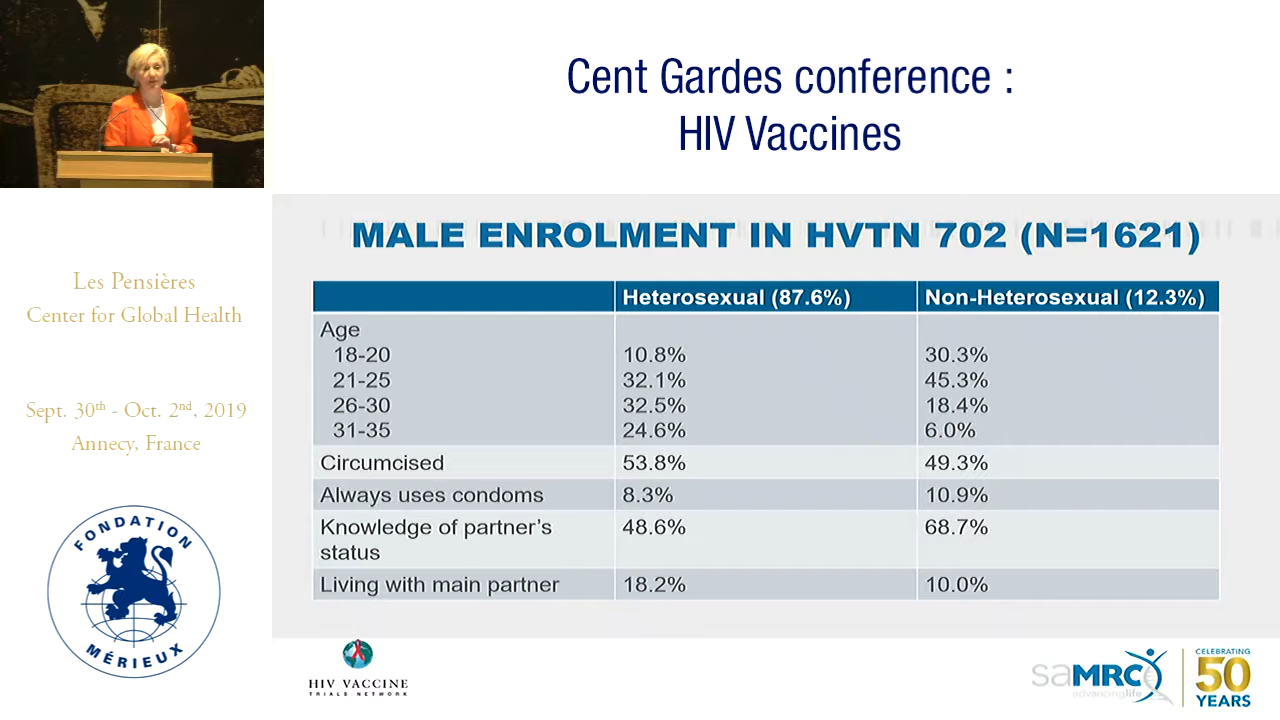 Cent Gardes conference :
HIV Vaccines
Les Pensières
Center for Global Health
Sept. 30th - Oct. 2nd, 2019
Annecy, France
FONDATION
MÉRIEUX
MALE ENROLMENT IN HVTN 702 (N=1621)
Heterosexual (87.6%) Non-Heterosexual (12.3%)
Age
18-20 10.8% 30.3%
21-25 32.1% 45.3%
26-30 32.5% 18.4%
31-35 24.6% 6.0%
Circumcised 53.8% 49.3%
Always uses condoms 8.3% 10.9%
Knowledge of partner's 48.6% 68.7%
status
Living with main partner 18.2% 10.0%
HIV VACCINE
TRIALS NETWORK
saMRC
advancinglife
CELEBRATING
50
YEARS